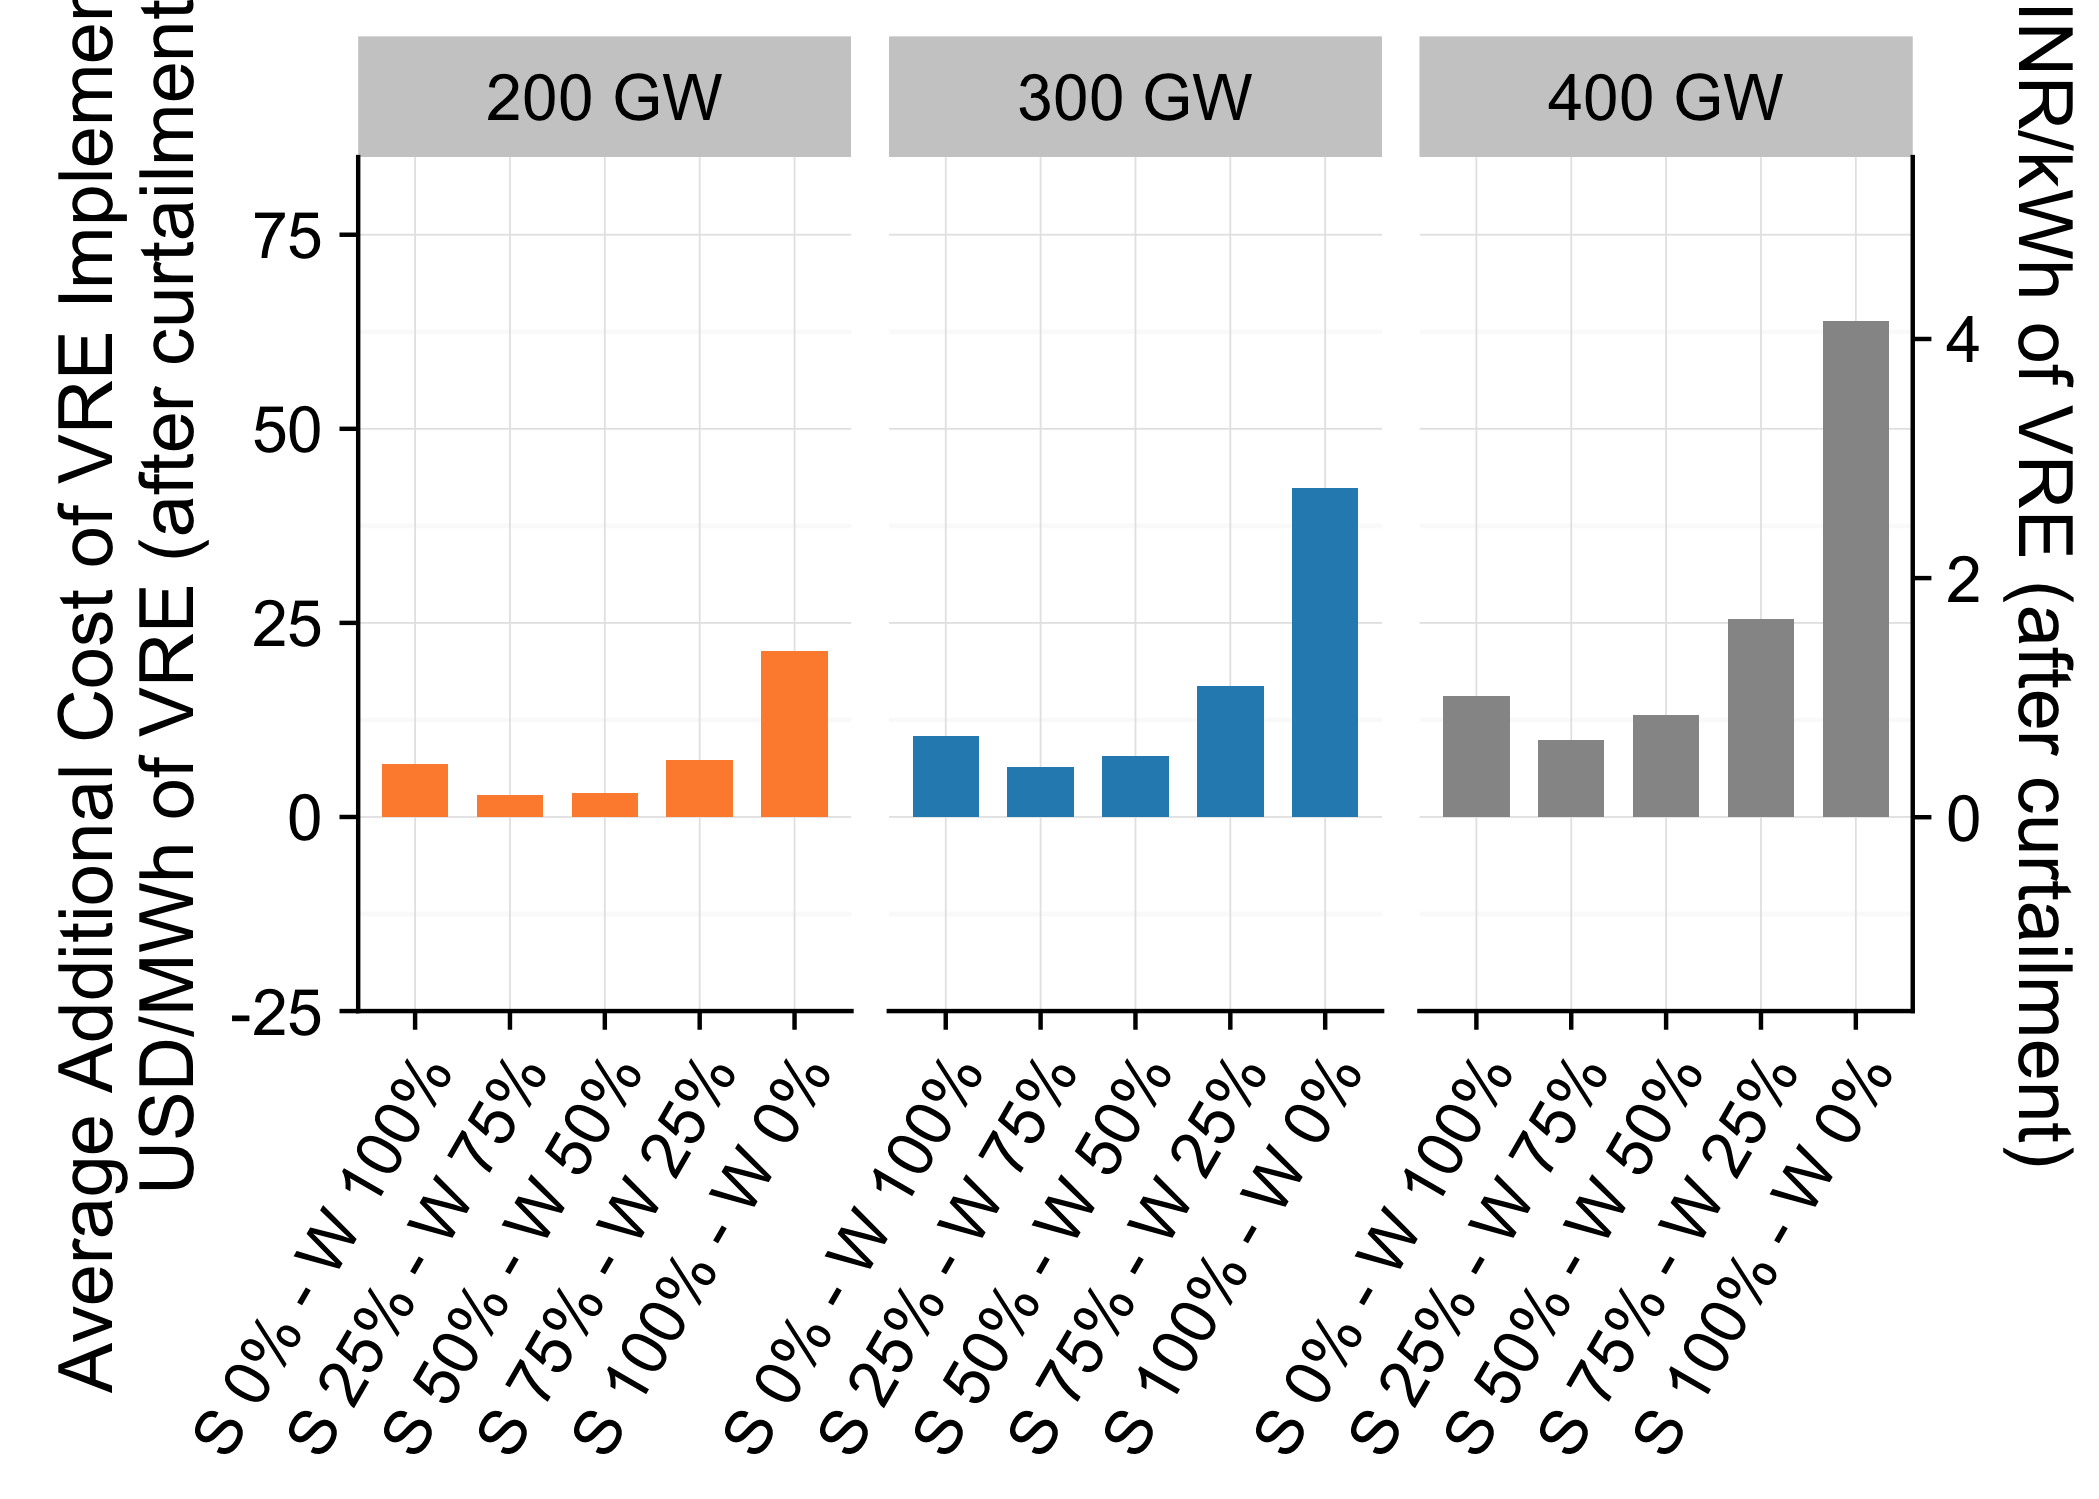 Average Additional Cost of VRE Implemen
USD/MWh of VRE (after curtailment
200 GW
300 GW
400 GW
75
50
25
0
-25
4
2
0
INR/kWh of VRE (after curtailment)
S 0% - W 100%
S 25% - W 75%
S 50% - W 50%
S 75% - W 25%
S 100% - W 0%
S 0% - W 100%
S 25% - W 75%
S 50% - W 50%
S 75% - W 25%
S 100% - W 0%
S 0% - W 100%
S 25% - W 75%
S 50% - W 50%
S 75% - W 25%
S 100% - W 0%